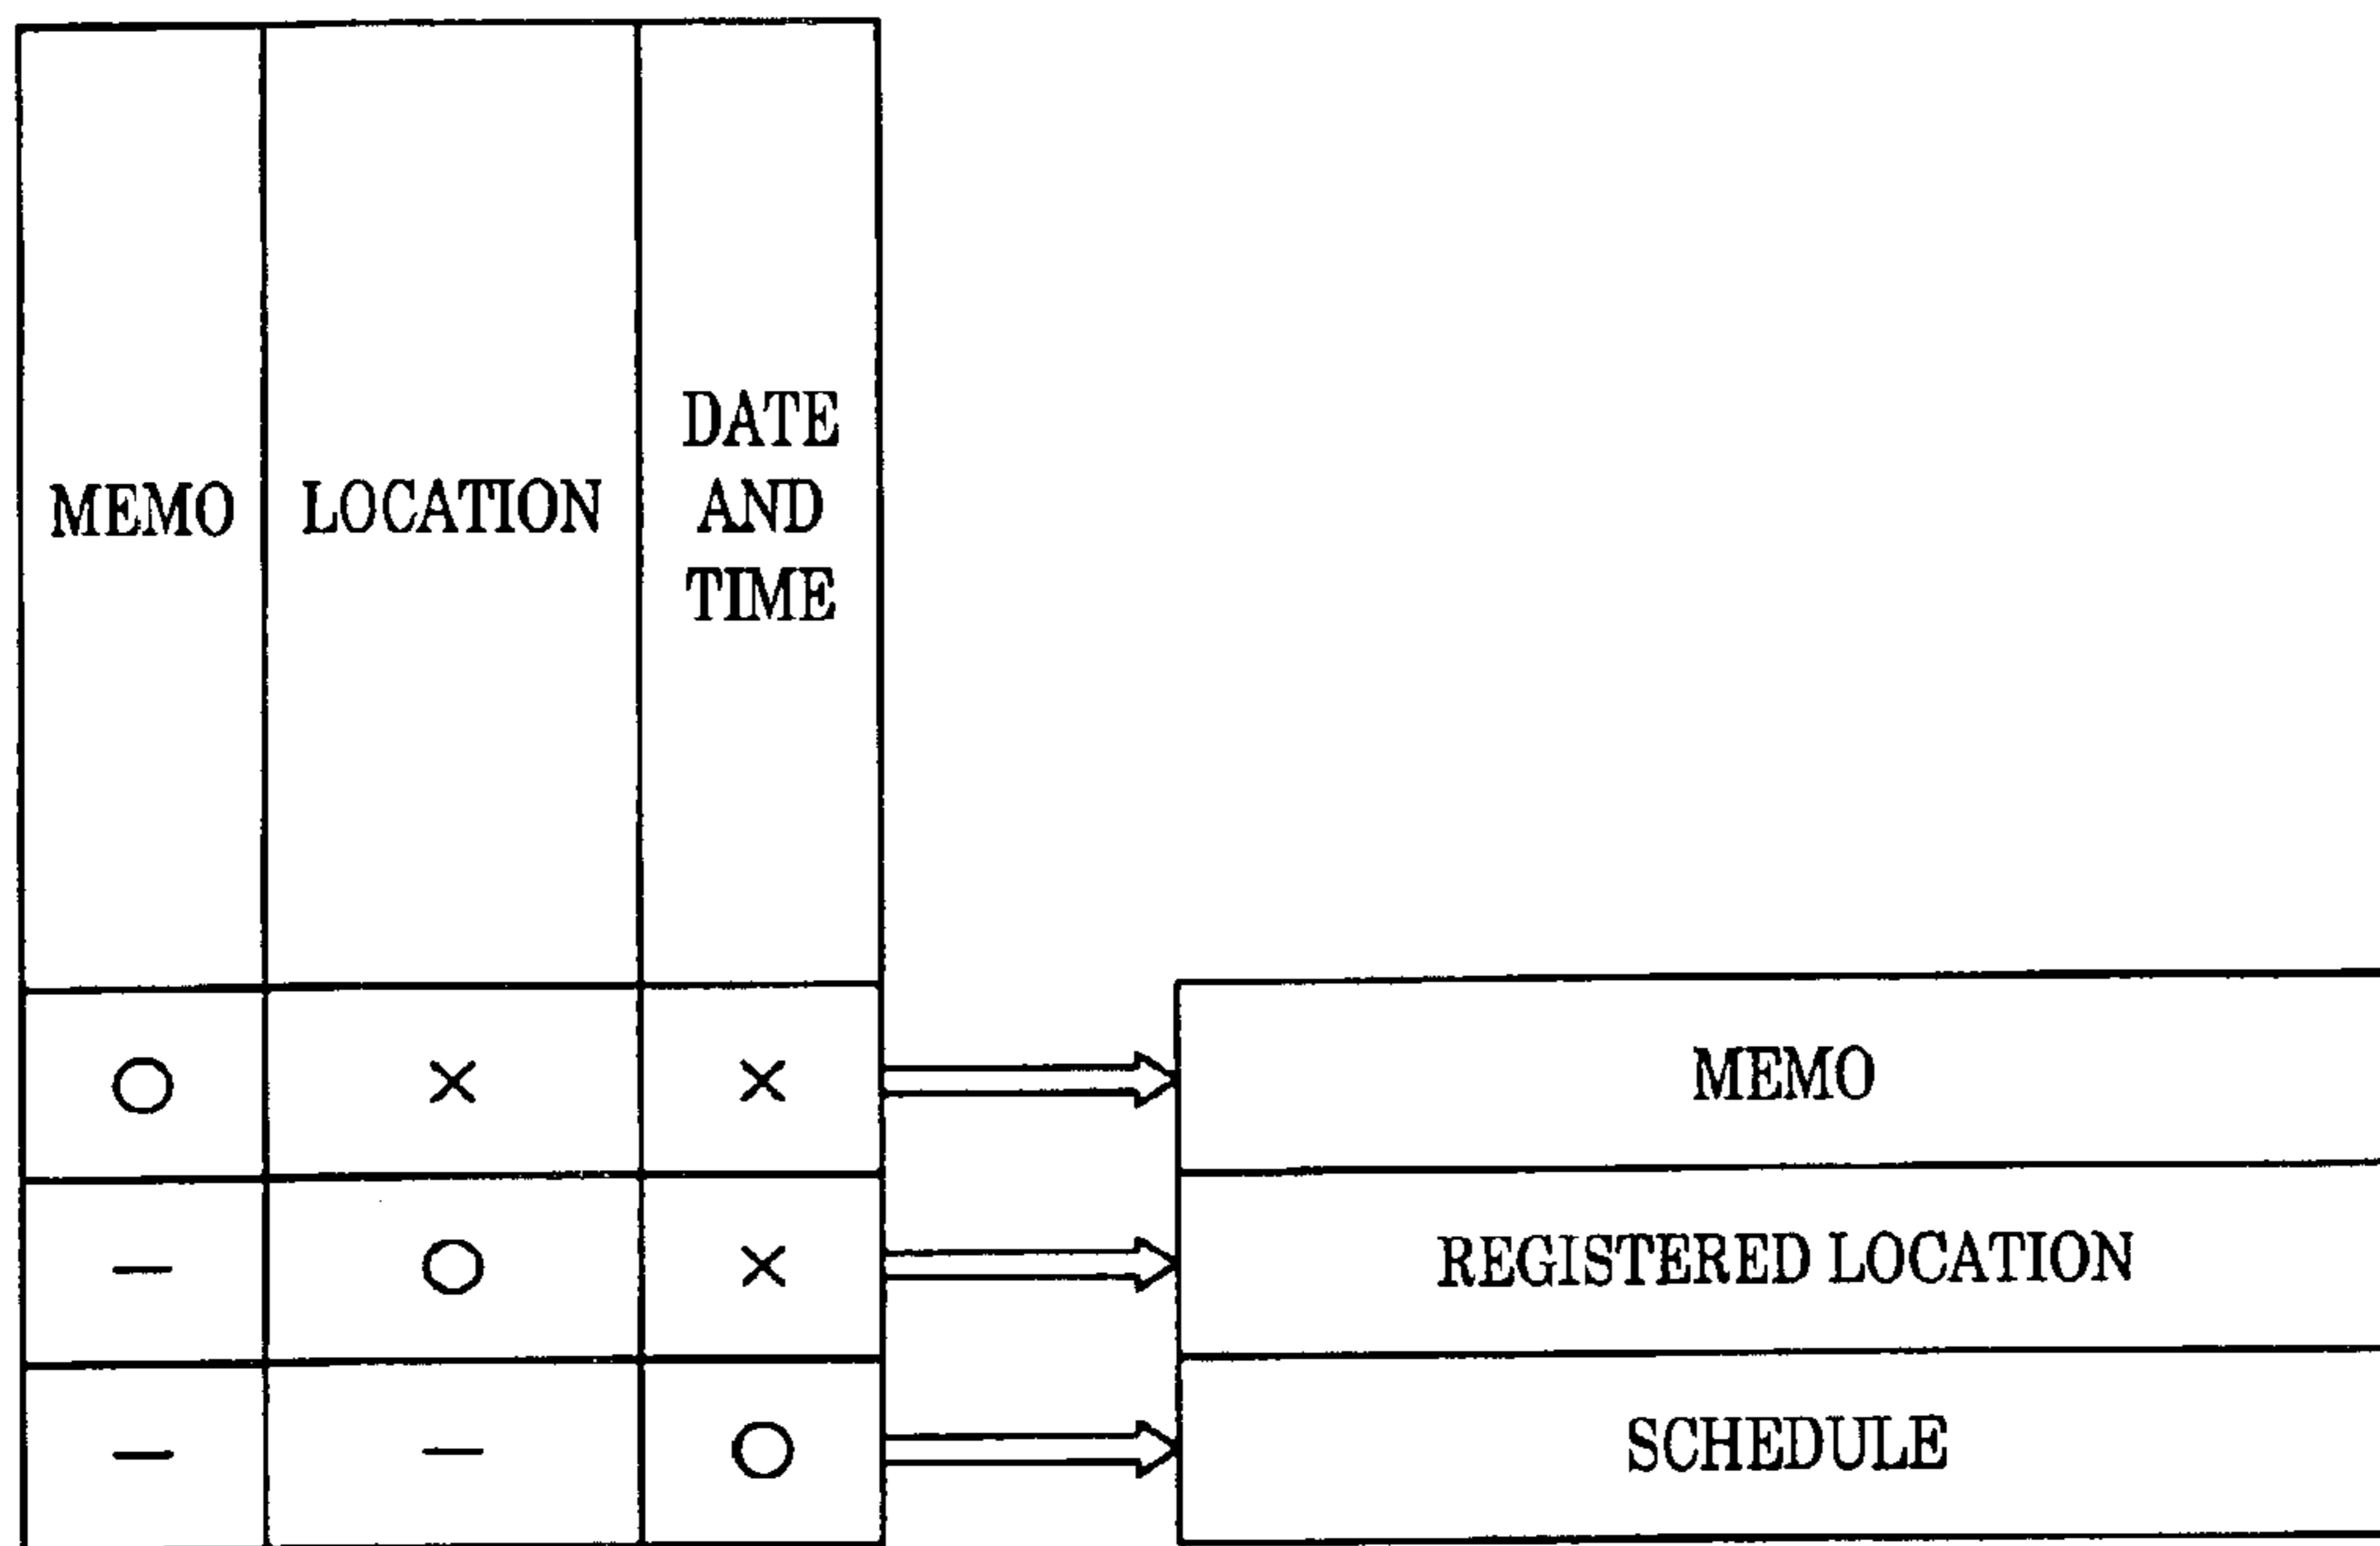 MEMO
LOCATION
DATE
AND
TIME
○ × × MEMO
— ○ × REGISTERED LOCATION
— — ○ SCHEDULE